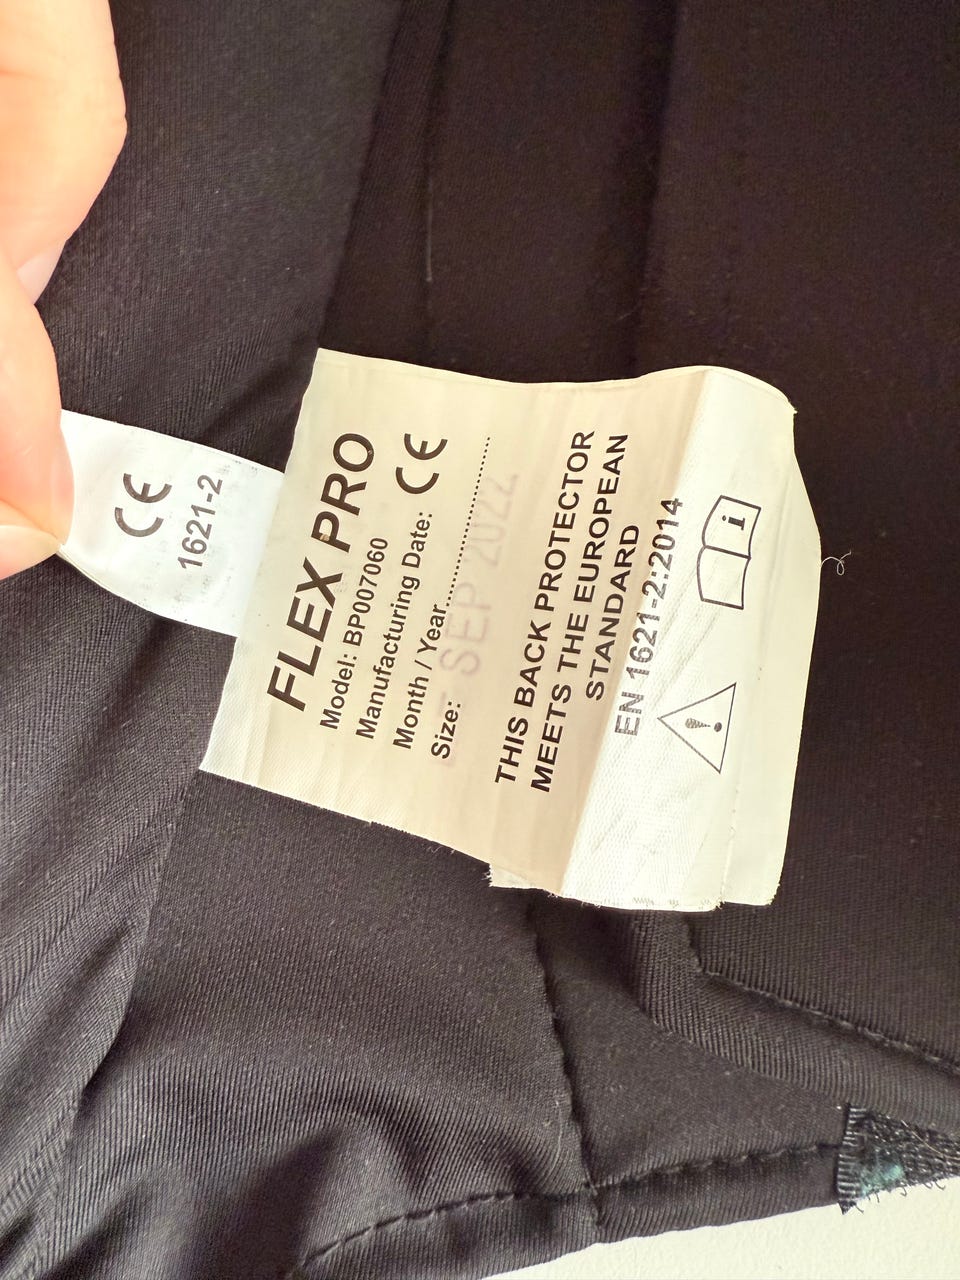 CE
1621-2
FLEX PRO
Model: BP007060
Manufacturing Date: CE
Month / Year..............................
Size: SEP 2022
THIS BACK PROTECTOR
MEETS THE EUROPEAN
STANDARD
EN 1621-2:2014
i
!